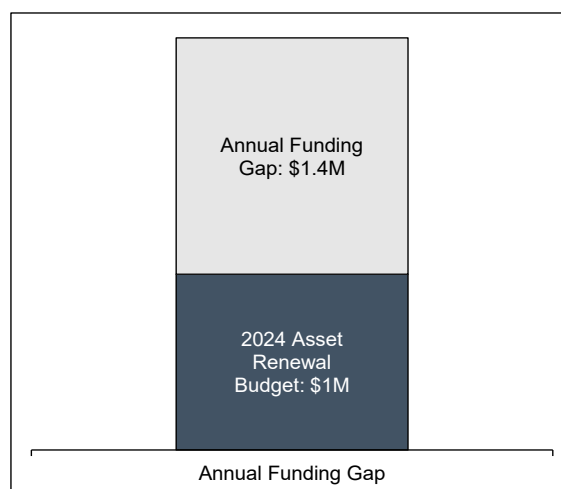 Annual Funding
Gap: $1.4M
2024 Asset
Renewal
Budget: $1M
Annual Funding Gap